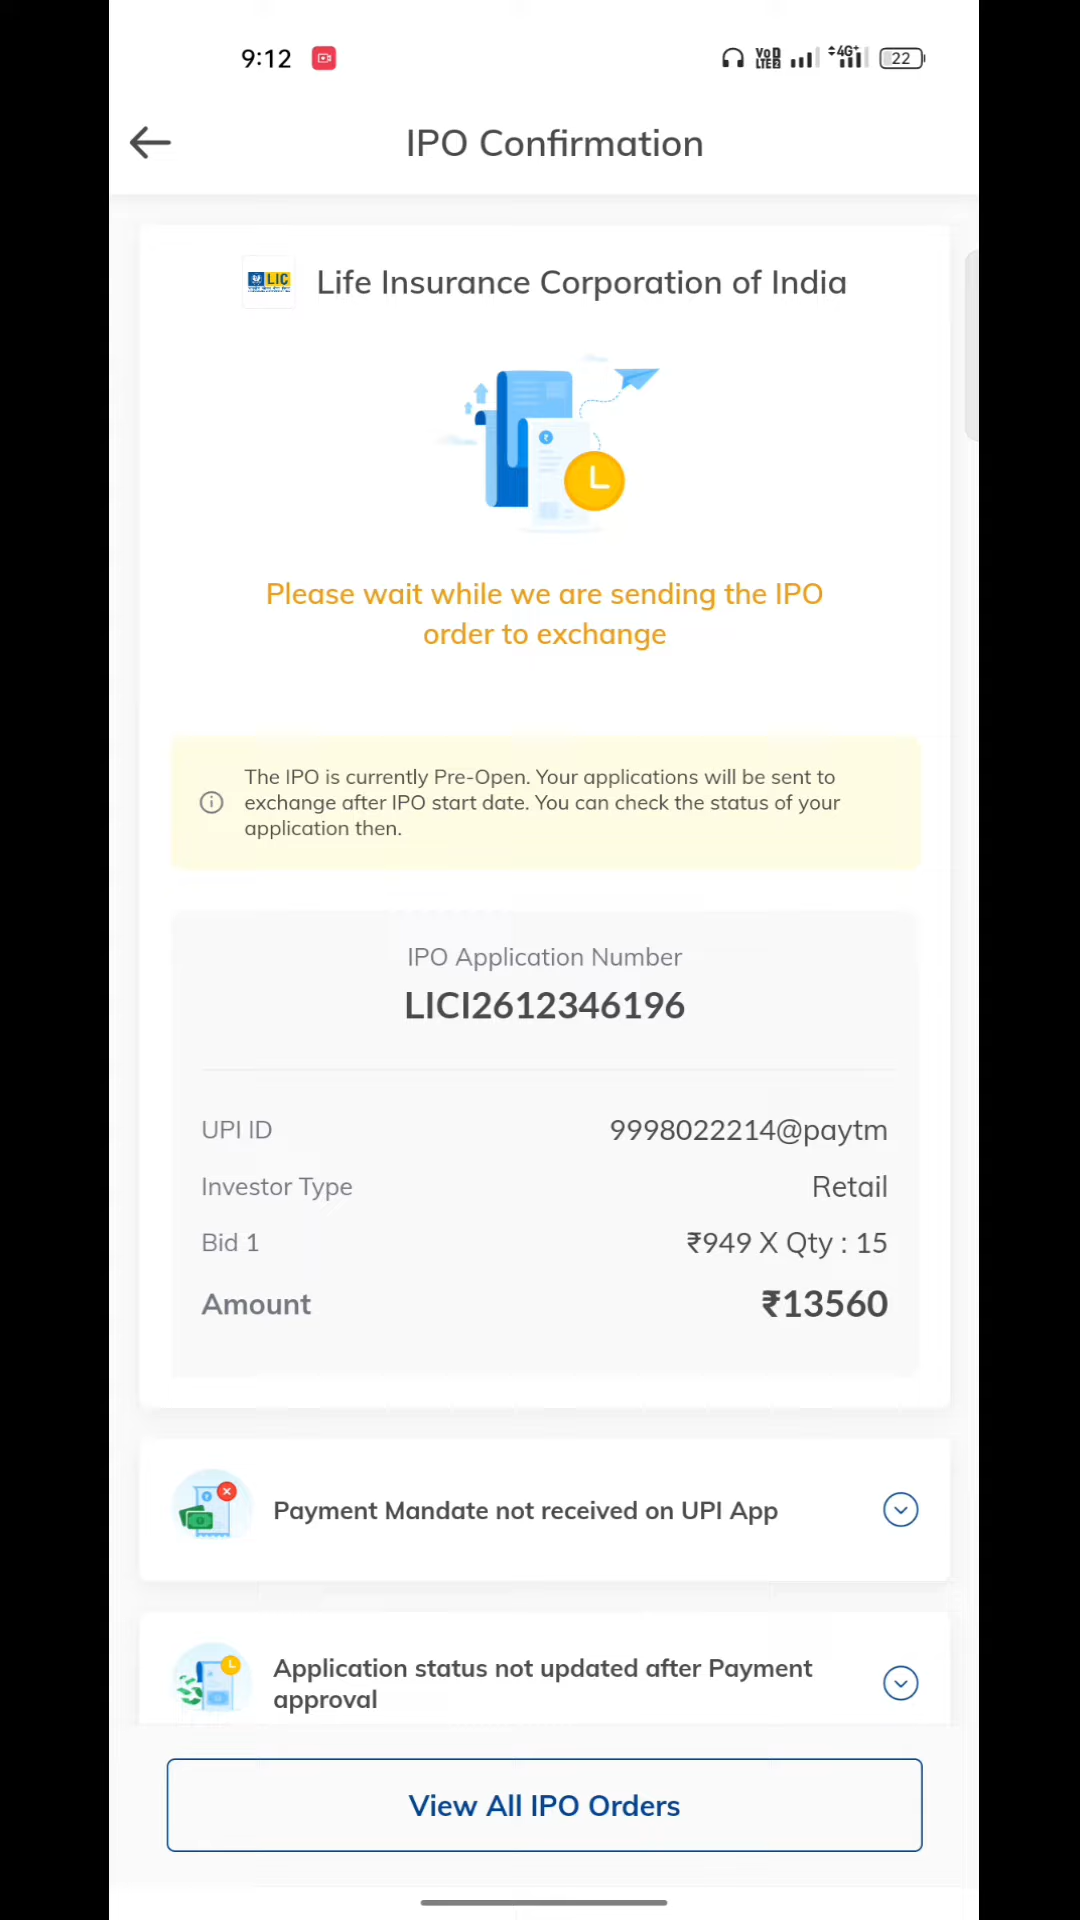 9:12
VoD
LTE2
4G+
22
IPO Confirmation
LIC
Life Insurance Corporation of India
Please wait while we are sending the IPO
order to exchange
The IPO is currently Pre-Open. Your applications will be sent to
exchange after IPO start date. You can check the status of your
application then.
IPO Application Number
LICI2612346196
UPI ID 9998022214@paytm
Investor Type Retail
Bid 1 ₹949 X Qty : 15
Amount ₹13560
Payment Mandate not received on UPI App
Application status not updated after Payment
approval
View All IPO Orders